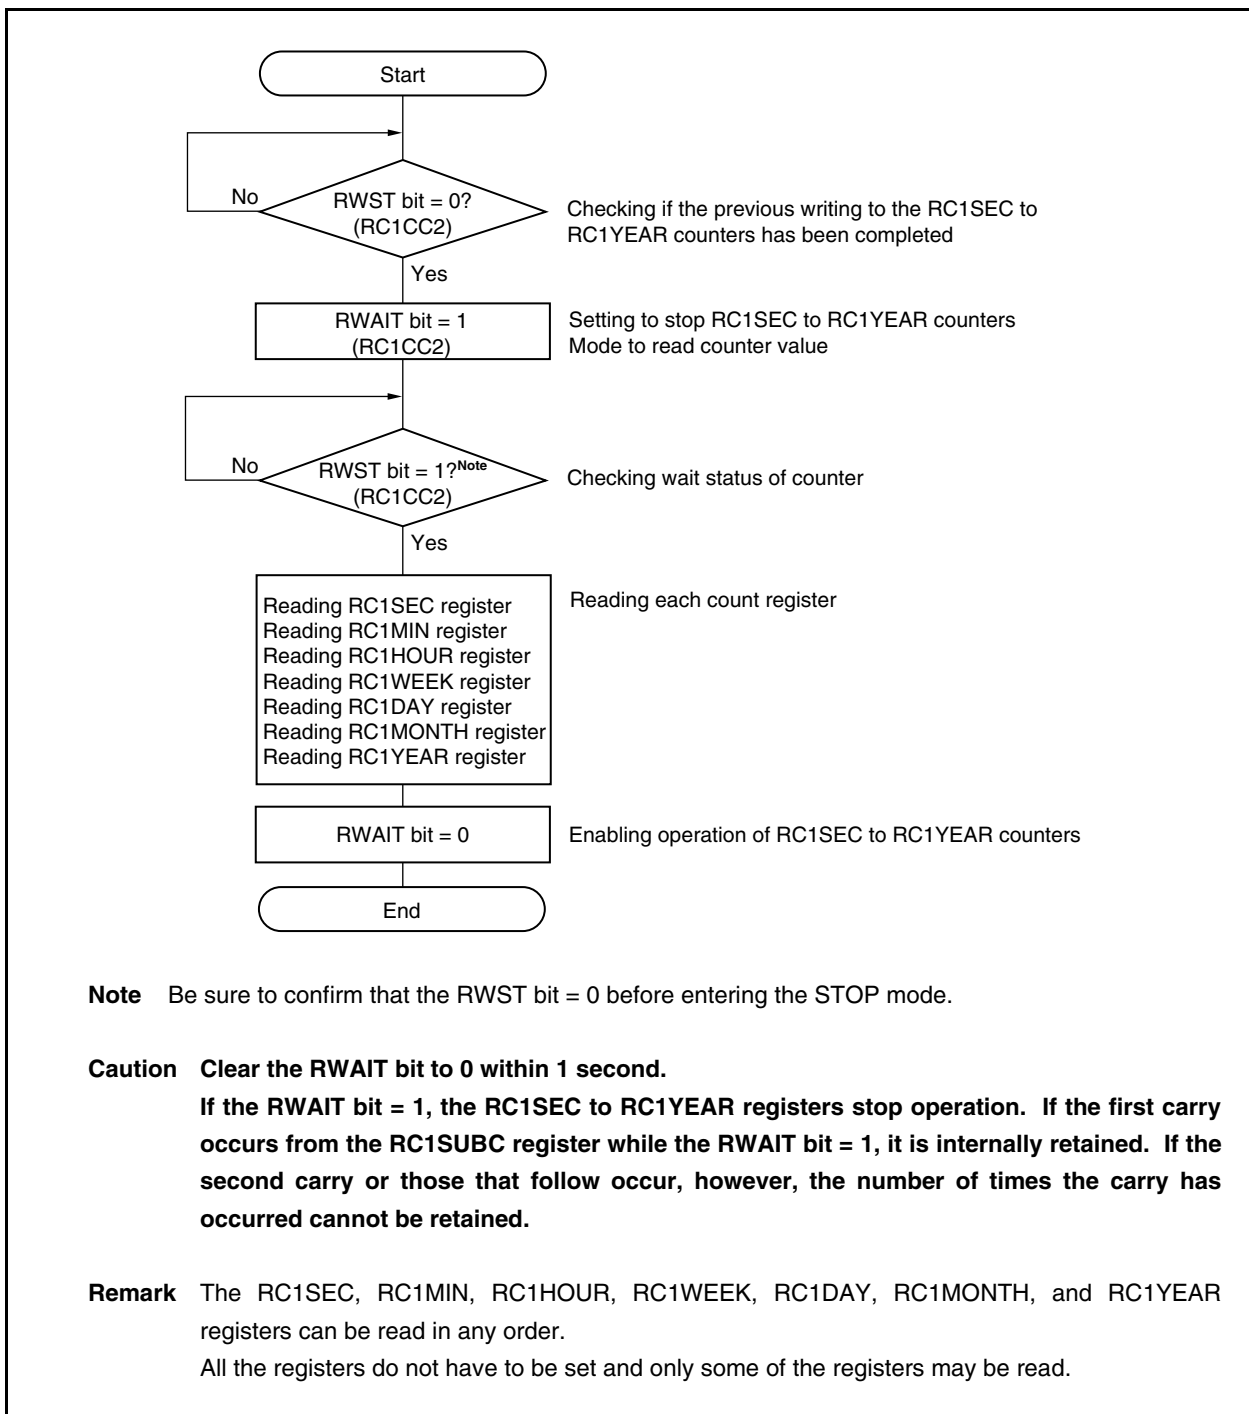 Start
No
RWST bit = 0?
(RC1CC2)
Checking if the previous writing to the RC1SEC to
RC1YEAR counters has been completed
Yes
RWAIT bit = 1
(RC1CC2)
Setting to stop RC1SEC to RC1YEAR counters
Mode to read counter value
No
RWST bit = 1?Note
(RC1CC2)
Checking wait status of counter
Yes
Reading RC1SEC register
Reading RC1MIN register
Reading RC1HOUR register
Reading RC1WEEK register
Reading RC1DAY register
Reading RC1MONTH register
Reading RC1YEAR register
Reading each count register
RWAIT bit = 0
Enabling operation of RC1SEC to RC1YEAR counters
End
Note Be sure to confirm that the RWST bit = 0 before entering the STOP mode.
Caution Clear the RWAIT bit to 0 within 1 second.
If the RWAIT bit = 1, the RC1SEC to RC1YEAR registers stop operation. If the first carry
occurs from the RC1SUBC register while the RWAIT bit = 1, it is internally retained. If the
second carry or those that follow occur, however, the number of times the carry has
occurred cannot be retained.
Remark The RC1SEC, RC1MIN, RC1HOUR, RC1WEEK, RC1DAY, RC1MONTH, and RC1YEAR
registers can be read in any order.
All the registers do not have to be set and only some of the registers may be read.